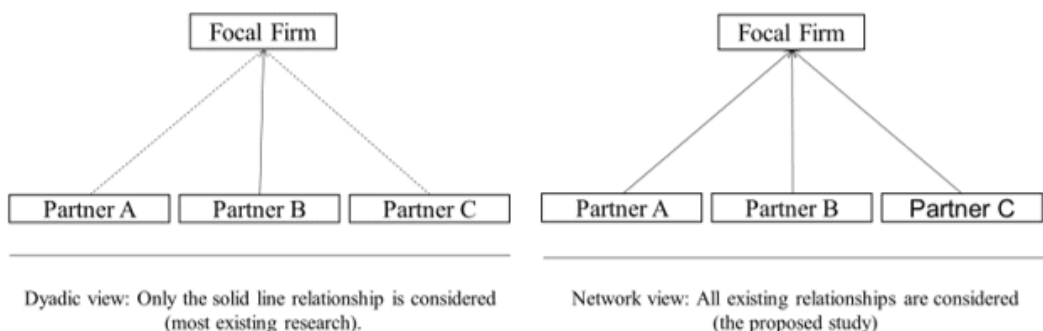 Focal Firm
Partner A
Partner B
Partner C
Dyadic view: Only the solid line relationship is considered
(most existing research).
Focal Firm
Partner A
Partner B
Partner C
Network view: All existing relationships are considered
(the proposed study)